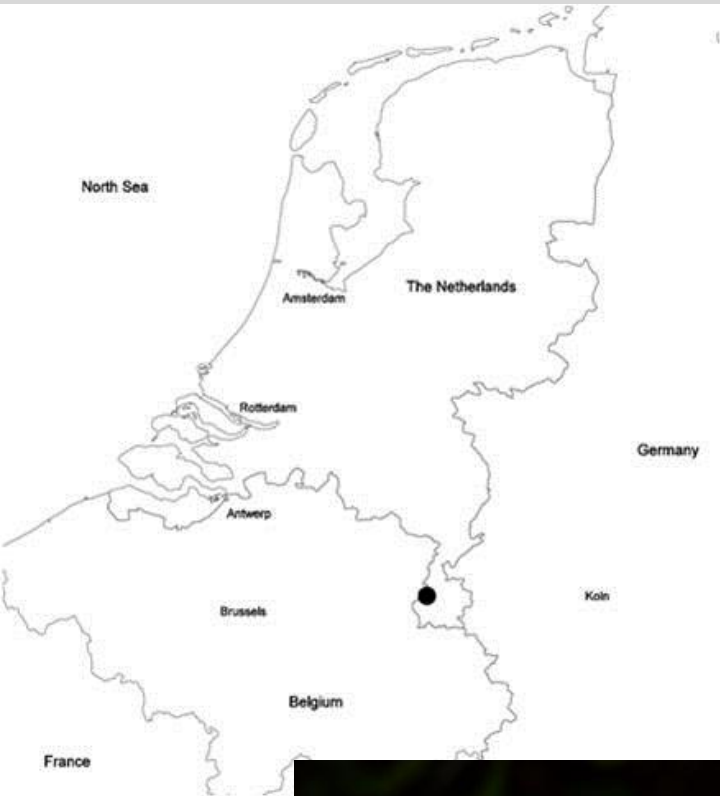 North Sea
The Netherlands
Amsterdam
Rotterdam
Germany
Antwerp
Koln
Brussels
Belgium
France